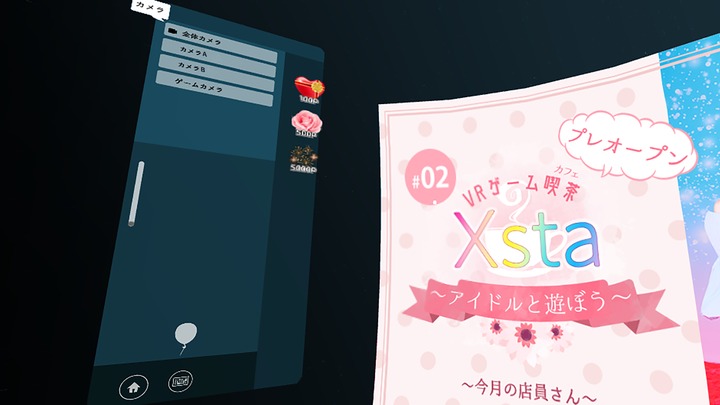 カメラ
全体カメラ
カメラA
カメラB
ゲームカメラ
100P
500P
5000P
プレオープン
#02
VRゲーム喫茶
カフェ
Xsta
～アイドルと遊ぼう～
～今月の店員さん～